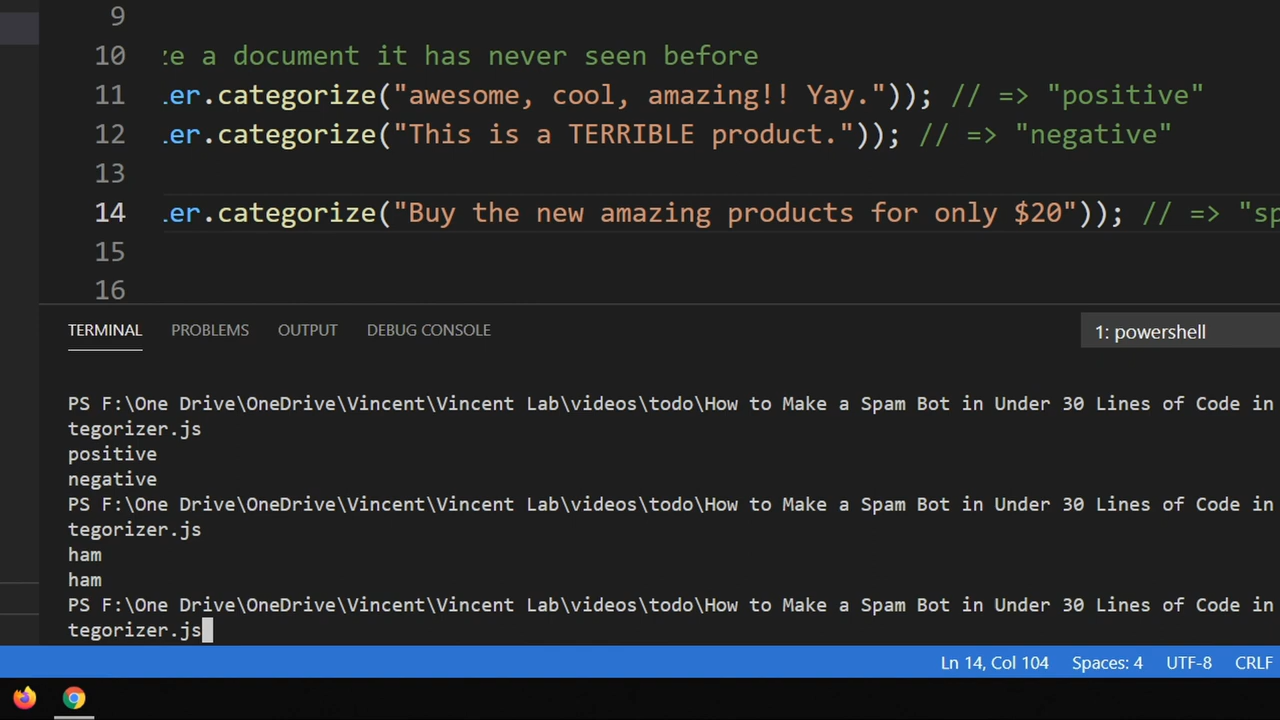 9
10 ze a document it has never seen before
11 .er.categorize("awesome, cool, amazing!! Yay.")); // => "positive"
12 .er.categorize("This is a TERRIBLE product.")); // => "negative"
13
14 .er.categorize("Buy the new amazing products for only $20")); // => "sp
15
16
TERMINAL PROBLEMS OUTPUT DEBUG CONSOLE 1: powershell
PS F:\One Drive\OneDrive\Vincent\Vincent Lab\videos\todo\How to Make a Spam Bot in Under 30 Lines of Code in
tegorizer.js
positive
negative
PS F:\One Drive\OneDrive\Vincent\Vincent Lab\videos\todo\How to Make a Spam Bot in Under 30 Lines of Code in
tegorizer.js
ham
ham
PS F:\One Drive\OneDrive\Vincent\Vincent Lab\videos\todo\How to Make a Spam Bot in Under 30 Lines of Code in
tegorizer.js
Ln 14, Col 104 Spaces: 4 UTF-8 CRLF